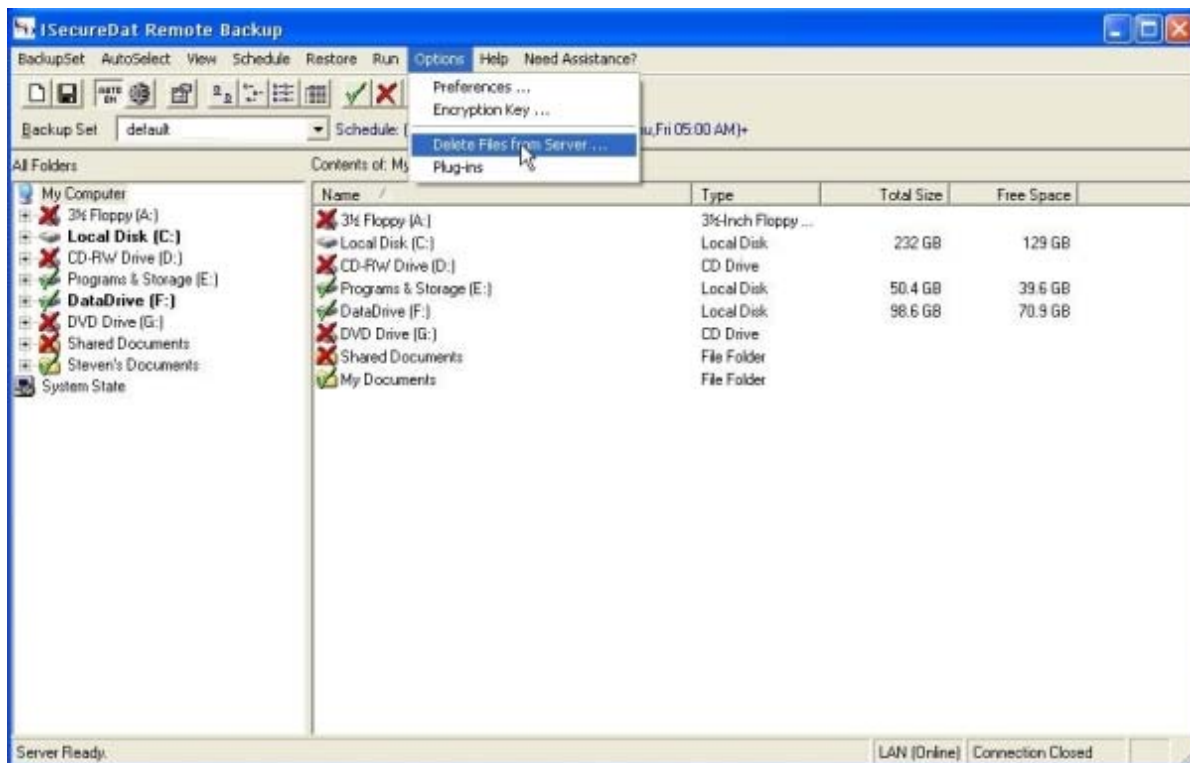 ISecureDat Remote Backup
BackupSet AutoSelect View Schedule Restore Run Options Help Need Assistance?
Preferences ...
Encryption Key ...
Delete Files from Server ...
Plug-ins
AUTO ON
Backup Set default Schedule: ( u,Fri 05:00 AM)+
All Folders Contents of: My
My Computer
3½ Floppy (A:)
Local Disk (C:)
CD-RW Drive (D:)
Programs & Storage (E:)
DataDrive (F:)
DVD Drive (G:)
Shared Documents
Steven's Documents
System State
Name / Type Total Size Free Space
3½ Floppy (A:) 3½-Inch Floppy ...
Local Disk (C:) Local Disk 232 GB 129 GB
CD-RW Drive (D:) CD Drive
Programs & Storage (E:) Local Disk 50.4 GB 39.6 GB
DataDrive (F:) Local Disk 98.6 GB 70.9 GB
DVD Drive (G:) CD Drive
Shared Documents File Folder
My Documents File Folder
Server Ready. LAN (Online) Connection Closed